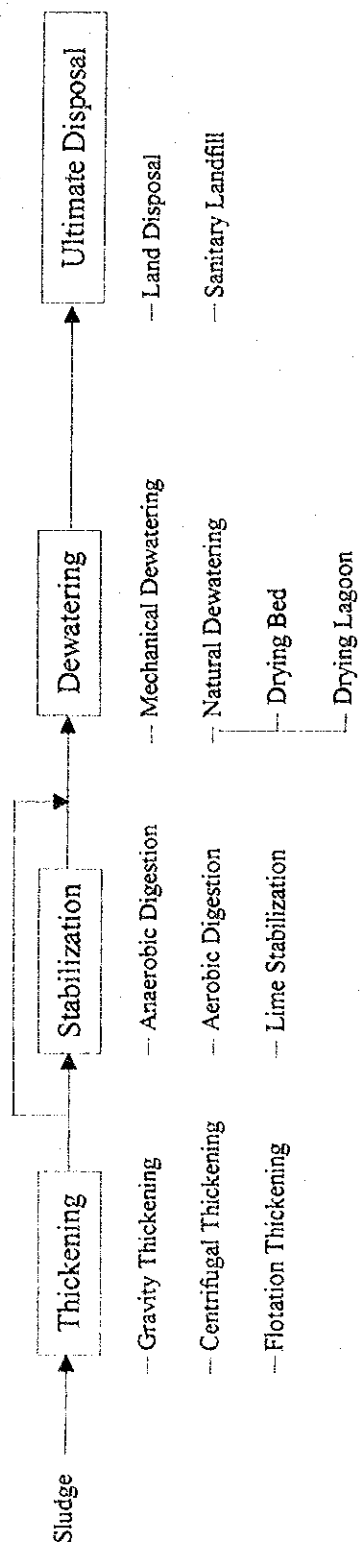 Sludge
Thickening
Gravity Thickening
Centrifugal Thickening
Flotation Thickening
Stabilization
Anaerobic Digestion
Aerobic Digestion
Lime Stabilization
Dewatering
Mechanical Dewatering
Natural Dewatering
Drying Bed
Drying Lagoon
Ultimate Disposal
Land Disposal
Sanitary Landfill